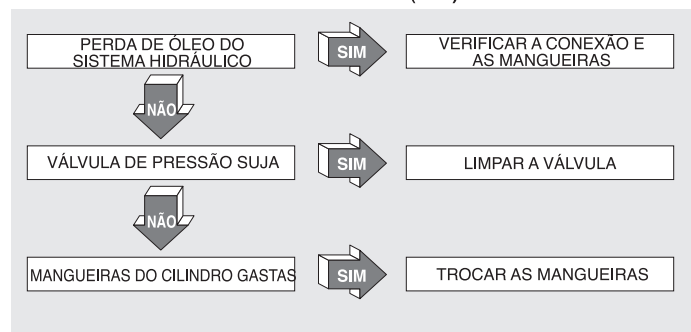 PERDA DE ÓLEO DO
SISTEMA HIDRÁULICO
SIM
VERIFICAR A CONEXÃO E
AS MANGUEIRAS
NÃO
VÁLVULA DE PRESSÃO SUJA
SIM
LIMPAR A VÁLVULA
NÃO
MANGUEIRAS DO CILINDRO GASTAS
SIM
TROCAR AS MANGUEIRAS